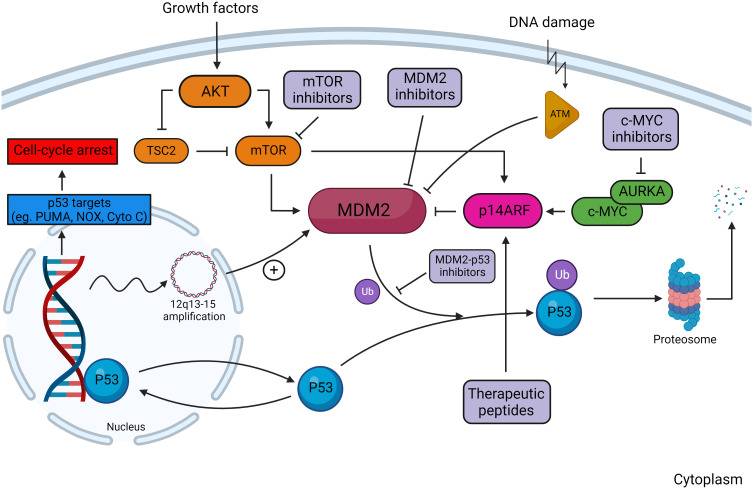 Growth factors
DNA damage
AKT
mTOR
inhibitors
MDM2
inhibitors
ATM
c-MYC
inhibitors
Cell-cycle arrest
TSC2
mTOR
AURKA
p53 targets
(eg. PUMA, NOX, Cyto C)
MDM2
p14ARF
c-MYC
12q13-15
amplification
+
MDM2-p53
inhibitors
Ub
Ub
P53
Proteosome
P53
P53
Therapeutic
peptides
Nucleus
Cytoplasm